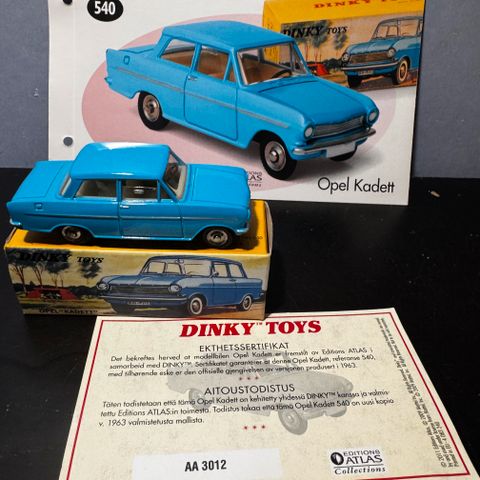 540
DINKY TOYS
EDITIONS
ATLAS
Opel Kadett
DINKY TOYS
OPEL "KADETT"
DINKY™ TOYS
EKTHETSSERTIFIKAT
Det bekreftes herved at modellbilen Opel Kadett er fremstilt av Editions ATLAS i
samarbeid med DINKY™. Sertifikatet garanterer at denne Opel Kadett, referanse 540,
med tilhørende eske er den offisielle gjengivelsen av versjonen produsert i 1963.
AITOUSTODISTUS
Täten todistetaan että tämä Opel Kadett on kehitetty yhdessä DINKY™ kanssa ja valmis-
tettu Editions ATLAS:in toimesta. Todistus takaa että tämä Opel Kadett 540 on uusi kopio
v. 1963 valmistetusta mallista.
AA 3012
EDITIONS
ATLAS
Collections